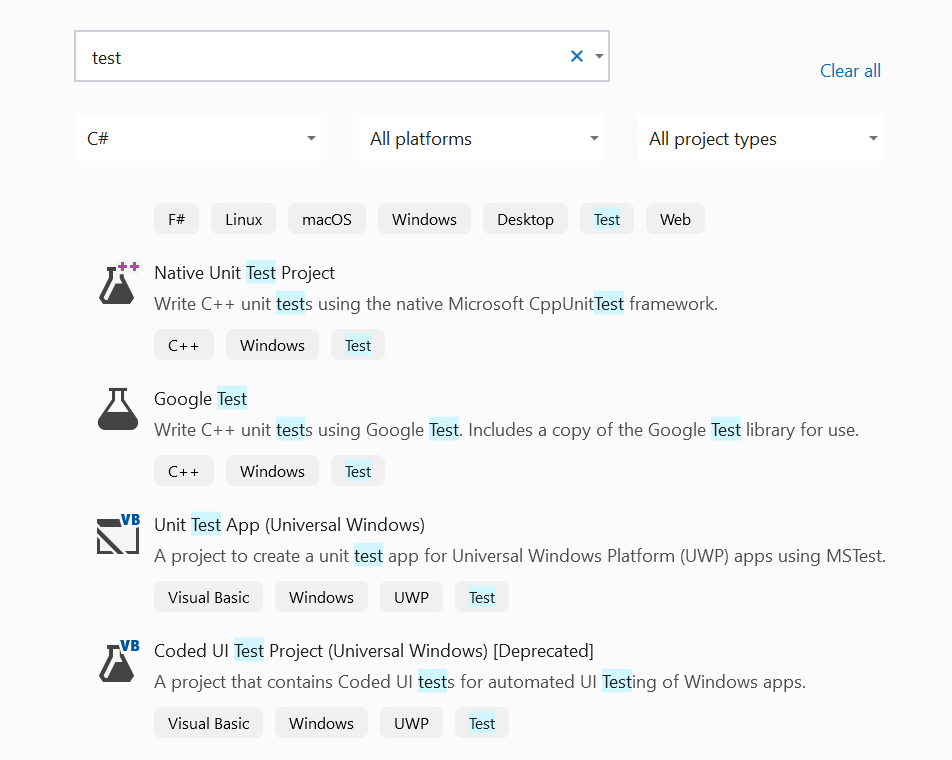 test
Clear all
C# All platforms All project types
F# Linux macOS Windows Desktop Test Web
++
Native Unit Test Project
Write C++ unit tests using the native Microsoft CppUnitTest framework.
C++ Windows Test
Google Test
Write C++ unit tests using Google Test. Includes a copy of the Google Test library for use.
C++ Windows Test
VB Unit Test App (Universal Windows)
A project to create a unit test app for Universal Windows Platform (UWP) apps using MSTest.
Visual Basic Windows UWP Test
VB Coded UI Test Project (Universal Windows) [Deprecated]
A project that contains Coded UI tests for automated UI Testing of Windows apps.
Visual Basic Windows UWP Test